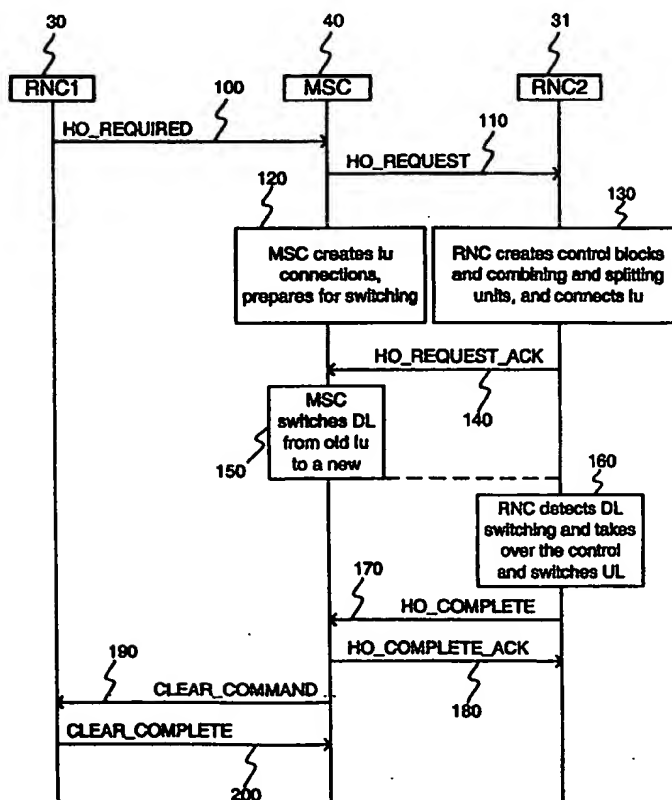 30
40
31
RNC1
MSC
RNC2
100
HO_REQUIRED
110
HO_REQUEST
120
130
MSC creates Iu
connections,
prepares for switching
RNC creates control blocks
and combining and splitting
units, and connects Iu
HO_REQUEST_ACK
140
MSC
switches DL
from old Iu
to a new
150
160
RNC detects DL
switching and takes
over the control
and switches UL
170
HO_COMPLETE
HO_COMPLETE_ACK
180
190
CLEAR_COMMAND
CLEAR_COMPLETE
200